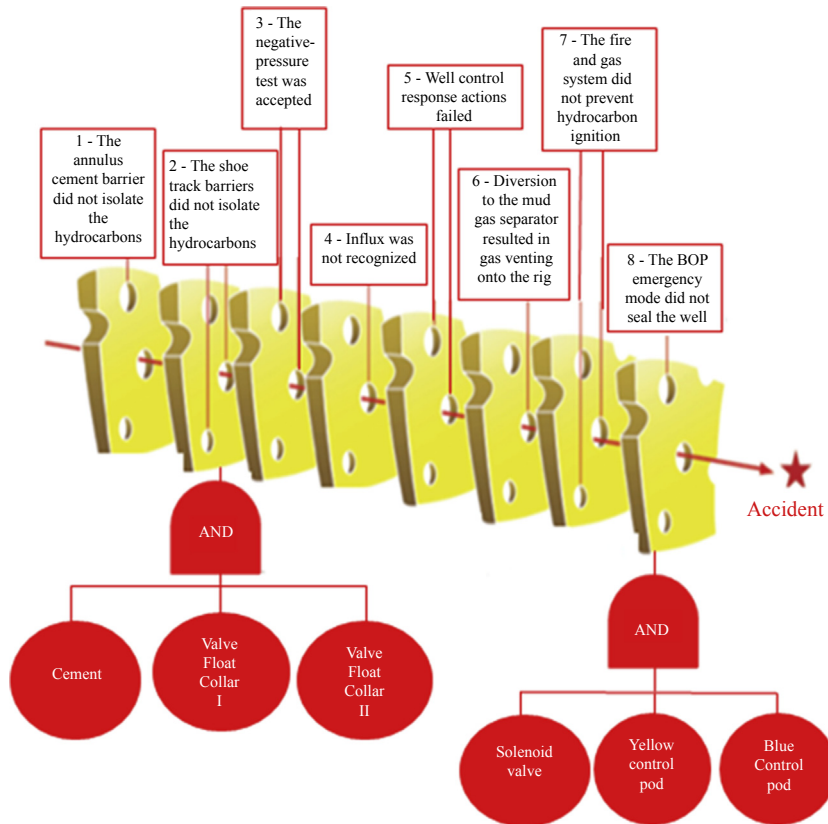 1 - The
annulus
cement barrier
did not isolate
the
hydrocarbons
2 - The shoe
track barriers
did not isolate
the
hydrocarbons
3 - The
negative-
pressure
test was
accepted
4 - Influx was
not recognized
5 - Well control
response actions
failed
6 - Diversion
to the mud
gas separator
resulted in
gas venting
onto the rig
7 - The fire
and gas
system did
not prevent
hydrocarbon
ignition
8 - The BOP
emergency
mode did not
seal the well
Accident
AND
Cement
Valve
Float
Collar
I
Valve
Float
Collar
II
AND
Solenoid
valve
Yellow
control
pod
Blue
Control
pod